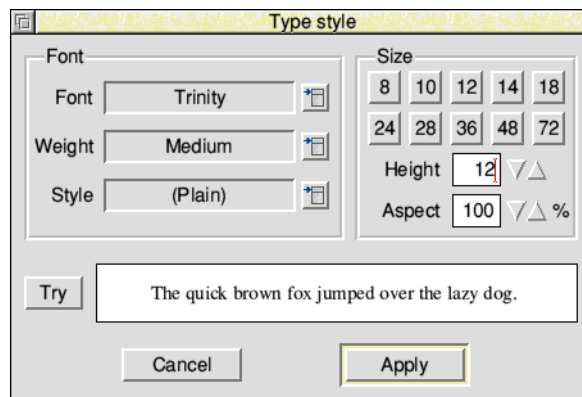 Type style
Font
Font Trinity
Weight Medium
Style (Plain)
Size
8 10 12 14 18
24 28 36 48 72
Height 12
Aspect 100 %
Try The quick brown fox jumped over the lazy dog.
Cancel Apply